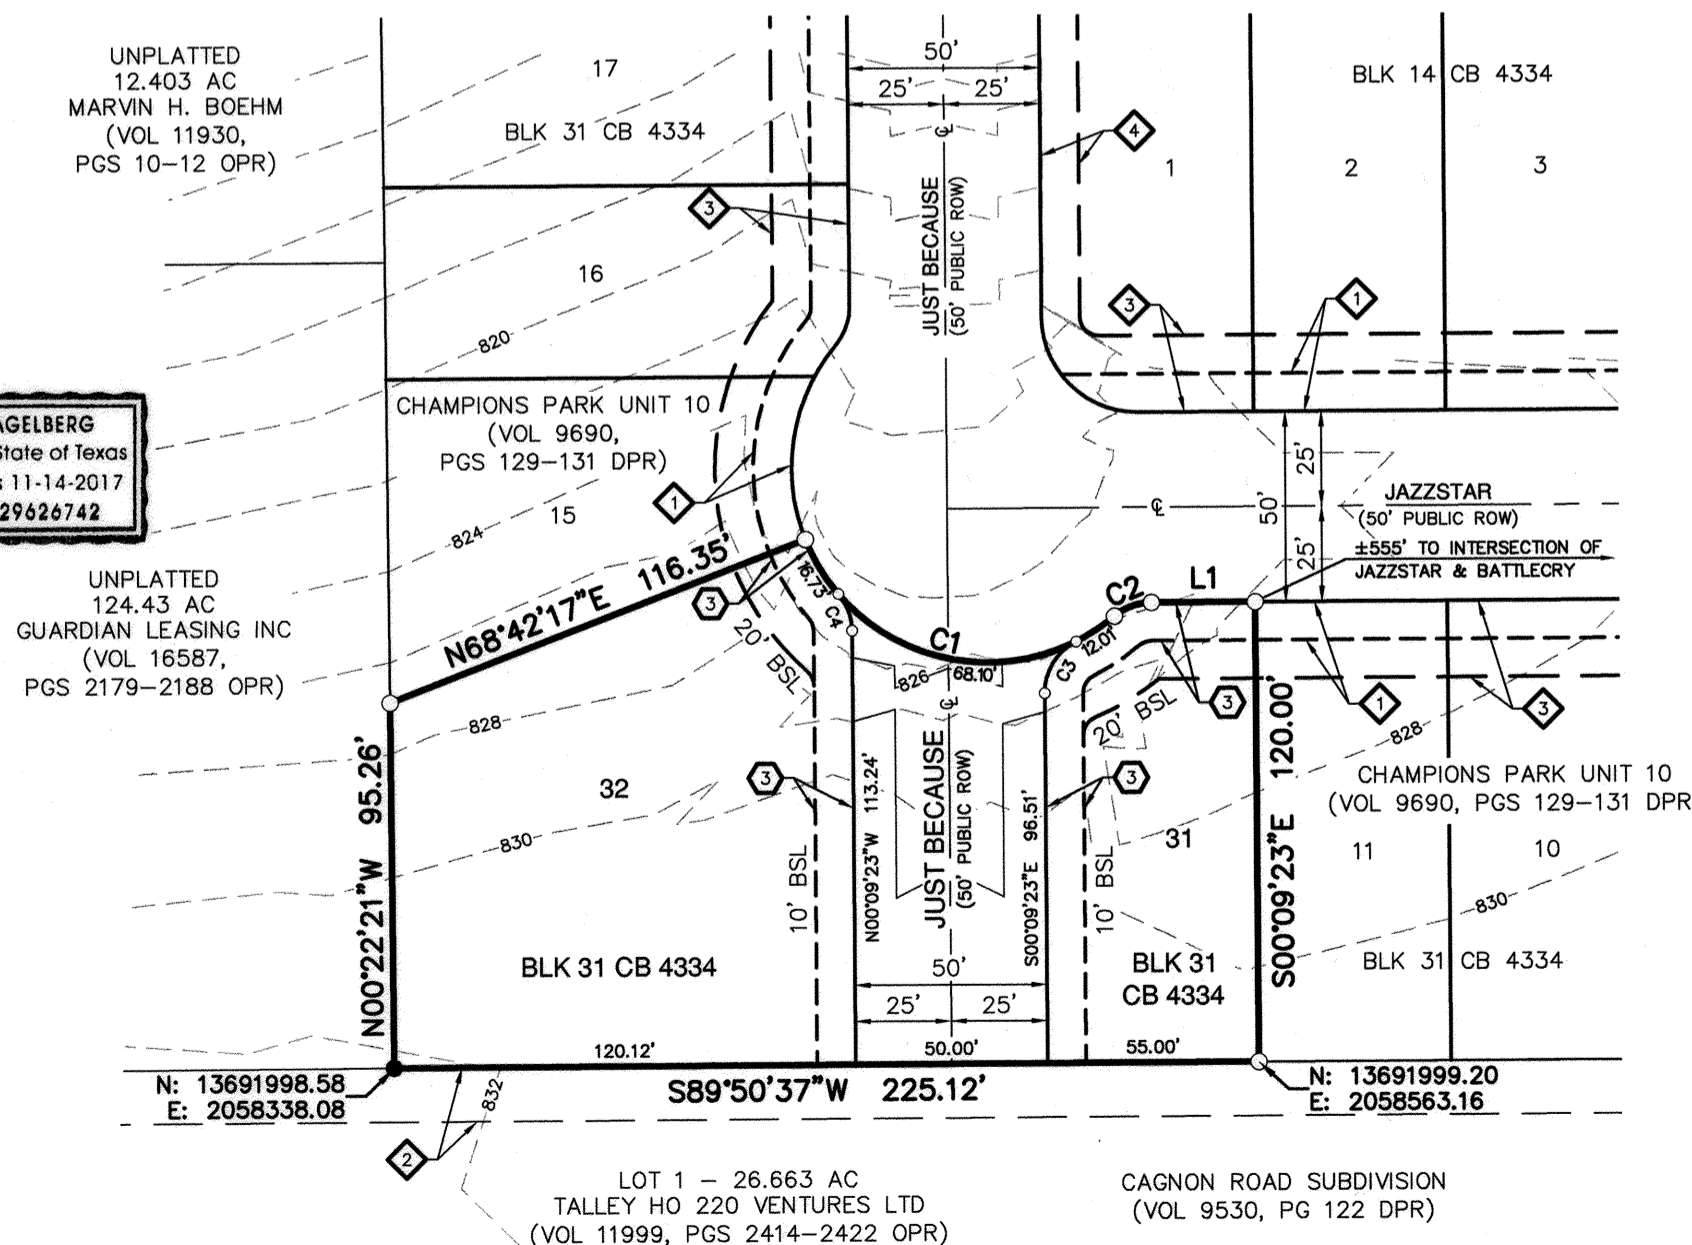 UNPLATTED
12.403 AC
MARVIN H. BOEHM
(VOL 11930,
PGS 10-12 OPR)
17
BLK 31 CB 4334
50'
25'
25'
℄
JUST BECAUSE
(50' PUBLIC ROW)
4
BLK 14 CB 4334
1
2
3
3
16
820
3
1
AGELBERG
State of Texas
11-14-2017
29626742
CHAMPIONS PARK UNIT 10
(VOL 9690,
PGS 129-131 DPR)
1
15
824
25'
50'
25'
℄
JAZZSTAR
(50' PUBLIC ROW)
±555' TO INTERSECTION OF
JAZZSTAR & BATTLECRY
UNPLATTED
124.43 AC
GUARDIAN LEASING INC
(VOL 16587,
PGS 2179-2188 OPR)
N68°42'17"E 116.35'
3
16.73'
C4
C1
68.10'
C3
12.01'
C2
L1
20' BSL
826
℄
20' BSL
3
1
3
828
828
N00°22'21"W 95.26'
32
3
N00°09'23"W 113.24'
JUST BECAUSE
(50' PUBLIC ROW)
S00°09'23"E 96.51'
3
31
S00°09'23"E 120.00'
CHAMPIONS PARK UNIT 10
(VOL 9690, PGS 129-131 DPR
11
10
830
830
10' BSL
10' BSL
BLK 31 CB 4334
50'
25'
25'
BLK 31
CB 4334
BLK 31 CB 4334
120.12'
50.00'
55.00'
N: 13691998.58
E: 2058338.08
832
S89°50'37"W 225.12'
N: 13691999.20
E: 2058563.16
2
LOT 1 - 26.663 AC
TALLEY HO 220 VENTURES LTD
(VOL 11999, PGS 2414-2422 OPR)
CAGNON ROAD SUBDIVISION
(VOL 9530, PG 122 DPR)